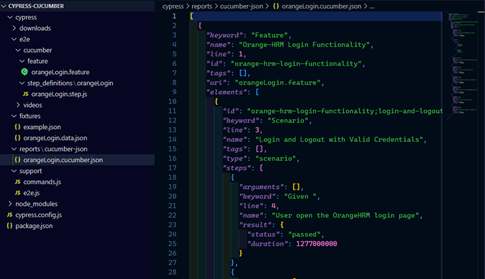 CYPRESS-CUCUMBER
cypress
downloads
e2e
cucumber
feature
orangeLogin.feature
step_definitions\orangeLogin
orangeLogin.step.js
videos
fixtures
example.json
orangeLogin.data.json
reports\cucumber-json
orangeLogin.cucumber.json
support
commands.js
e2e.js
node_modules
cypress.config.js
package.json
cypress > reports > cucumber-json > {} orangeLogin.cucumber.json > ...
1 [
2 {
3 "keyword": "Feature",
4 "name": "Orange-HRM Login Functionality",
5 "line": 1,
6 "id": "orange-hrm-login-functionality",
7 "tags": [],
8 "uri": "orangeLogin.feature",
9 "elements": [
10 {
11 "id": "orange-hrm-login-functionality;login-and-logout
12 "keyword": "Scenario",
13 "line": 3,
14 "name": "Login and Logout with Valid Credentials",
15 "tags": [],
16 "type": "scenario",
17 "steps": [
18 {
19 "arguments": [],
20 "keyword": "Given ",
21 "line": 4,
22 "name": "User open the OrangeHRM login page",
23 "result": {
24 "status": "passed",
25 "duration": 1277000000
26 }
27 },
28 {